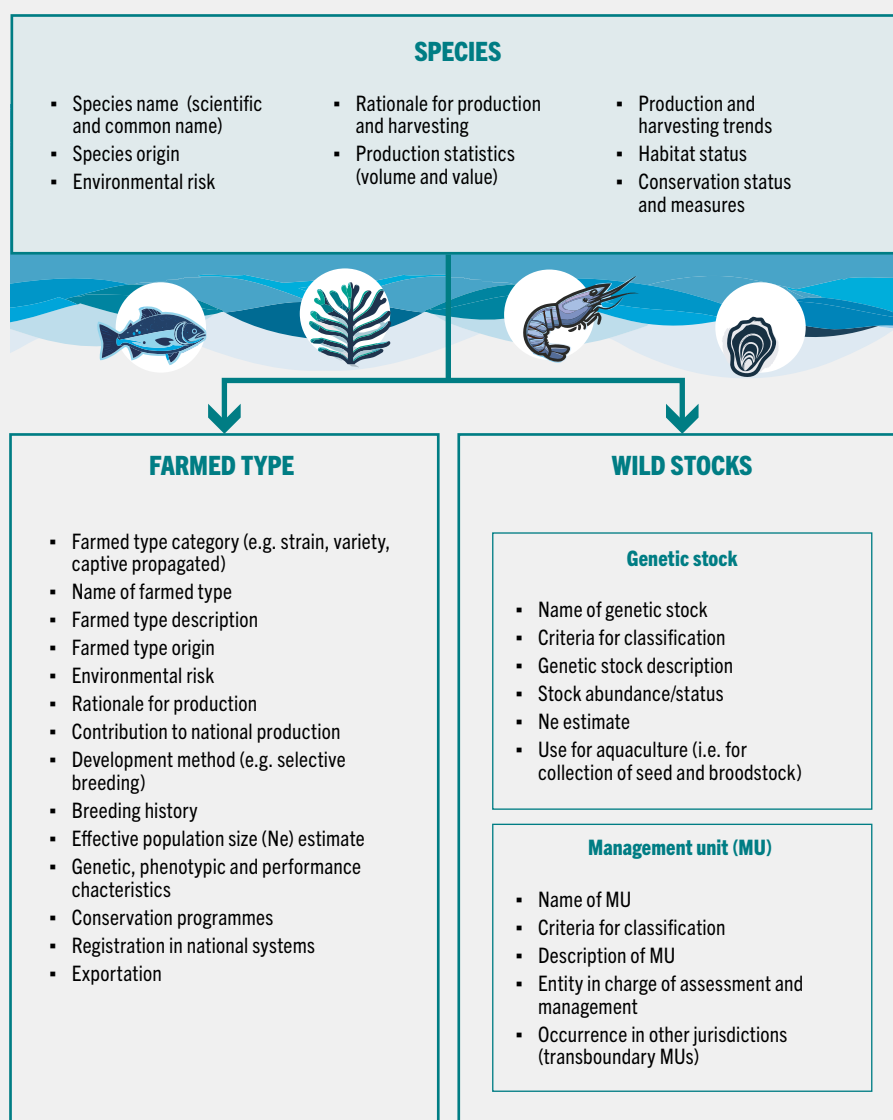 SPECIES
▪ Species name (scientific
and common name)
▪ Species origin
▪ Environmental risk
▪ Rationale for production
and harvesting
▪ Production statistics
(volume and value)
▪ Production and
harvesting trends
▪ Habitat status
▪ Conservation status
and measures
FARMED TYPE
▪ Farmed type category (e.g. strain, variety,
captive propagated)
▪ Name of farmed type
▪ Farmed type description
▪ Farmed type origin
▪ Environmental risk
▪ Rationale for production
▪ Contribution to national production
▪ Development method (e.g. selective
breeding)
▪ Breeding history
▪ Effective population size (Ne) estimate
▪ Genetic, phenotypic and performance
chacteristics
▪ Conservation programmes
▪ Registration in national systems
▪ Exportation
WILD STOCKS
Genetic stock
▪ Name of genetic stock
▪ Criteria for classification
▪ Genetic stock description
▪ Stock abundance/status
▪ Ne estimate
▪ Use for aquaculture (i.e. for
collection of seed and broodstock)
Management unit (MU)
▪ Name of MU
▪ Criteria for classification
▪ Description of MU
▪ Entity in charge of assessment and
management
▪ Occurrence in other jurisdictions
(transboundary MUs)